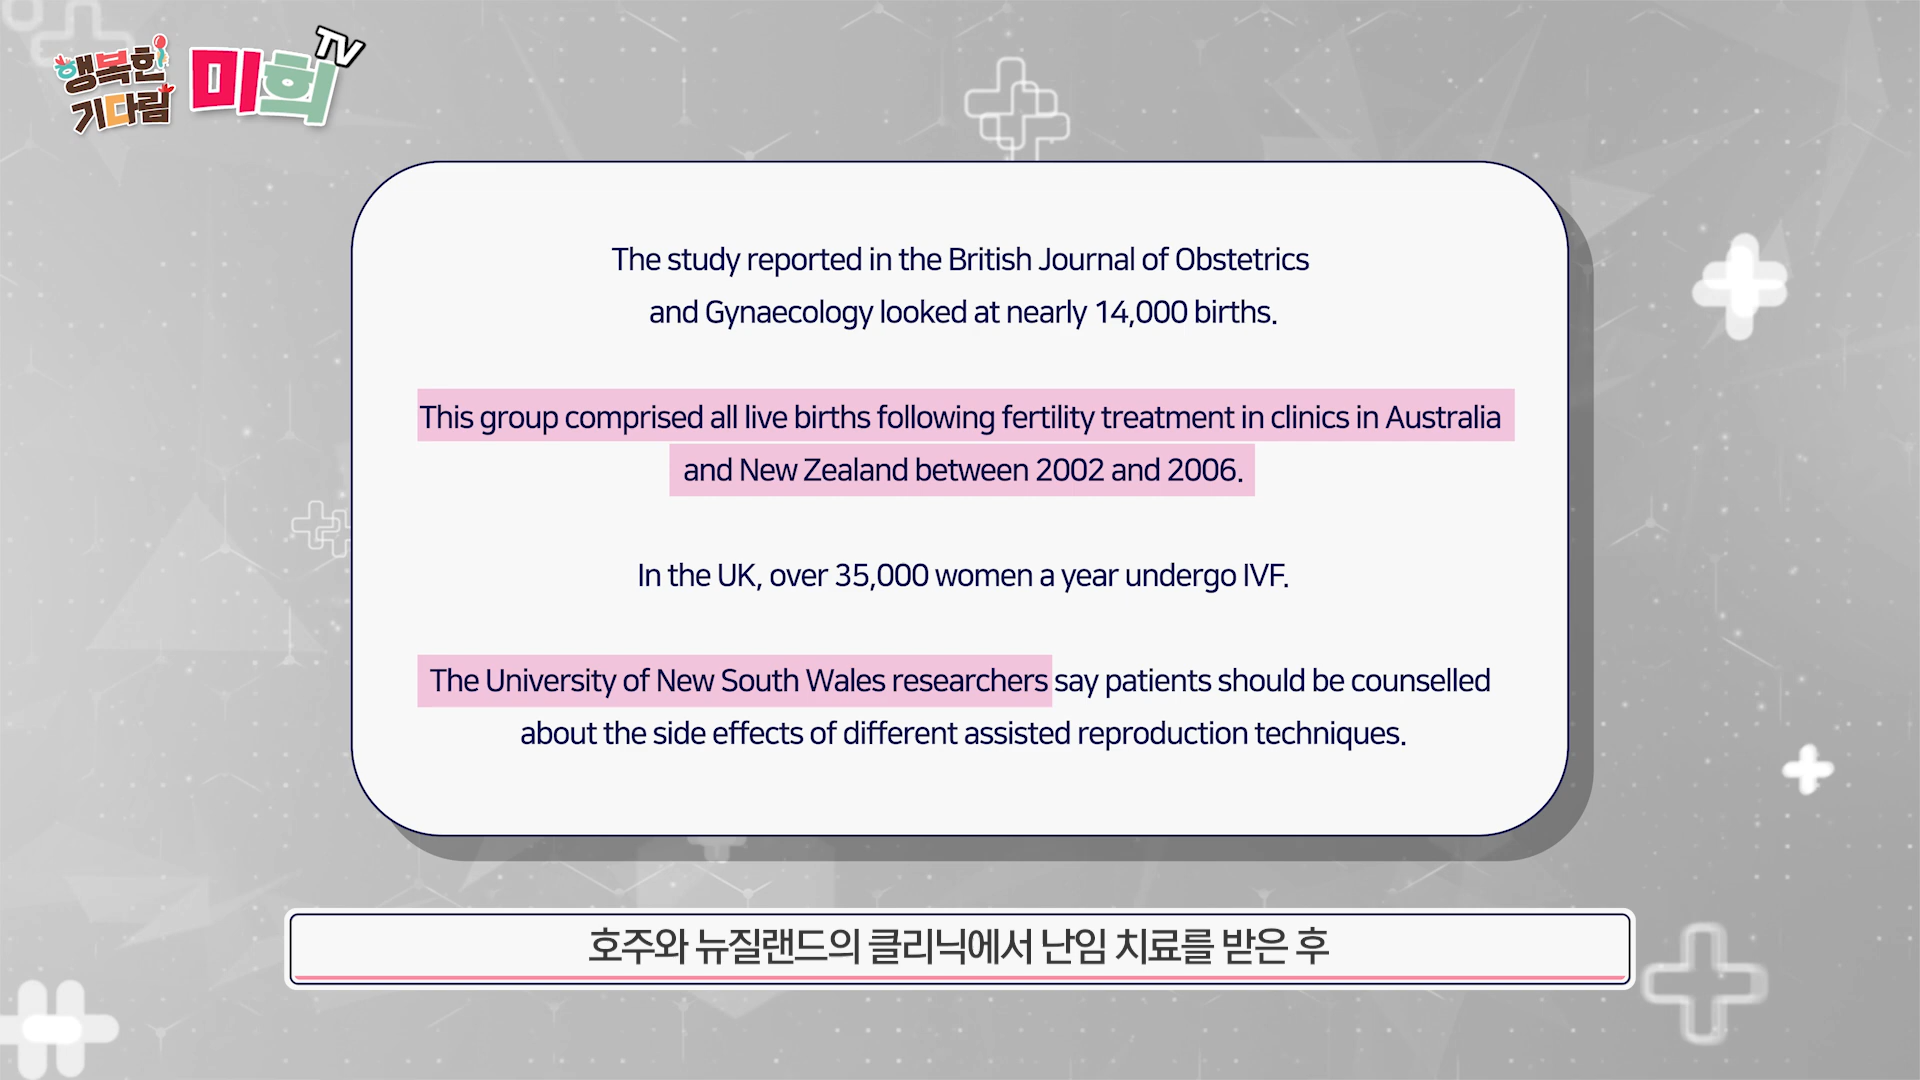 행복한
기다림
미희
TV
The study reported in the British Journal of Obstetrics
and Gynaecology looked at nearly 14,000 births.
This group comprised all live births following fertility treatment in clinics in Australia
and New Zealand between 2002 and 2006.
In the UK, over 35,000 women a year undergo IVF.
The University of New South Wales researchers say patients should be counselled
about the side effects of different assisted reproduction techniques.
호주와 뉴질랜드의 클리닉에서 난임 치료를 받은 후